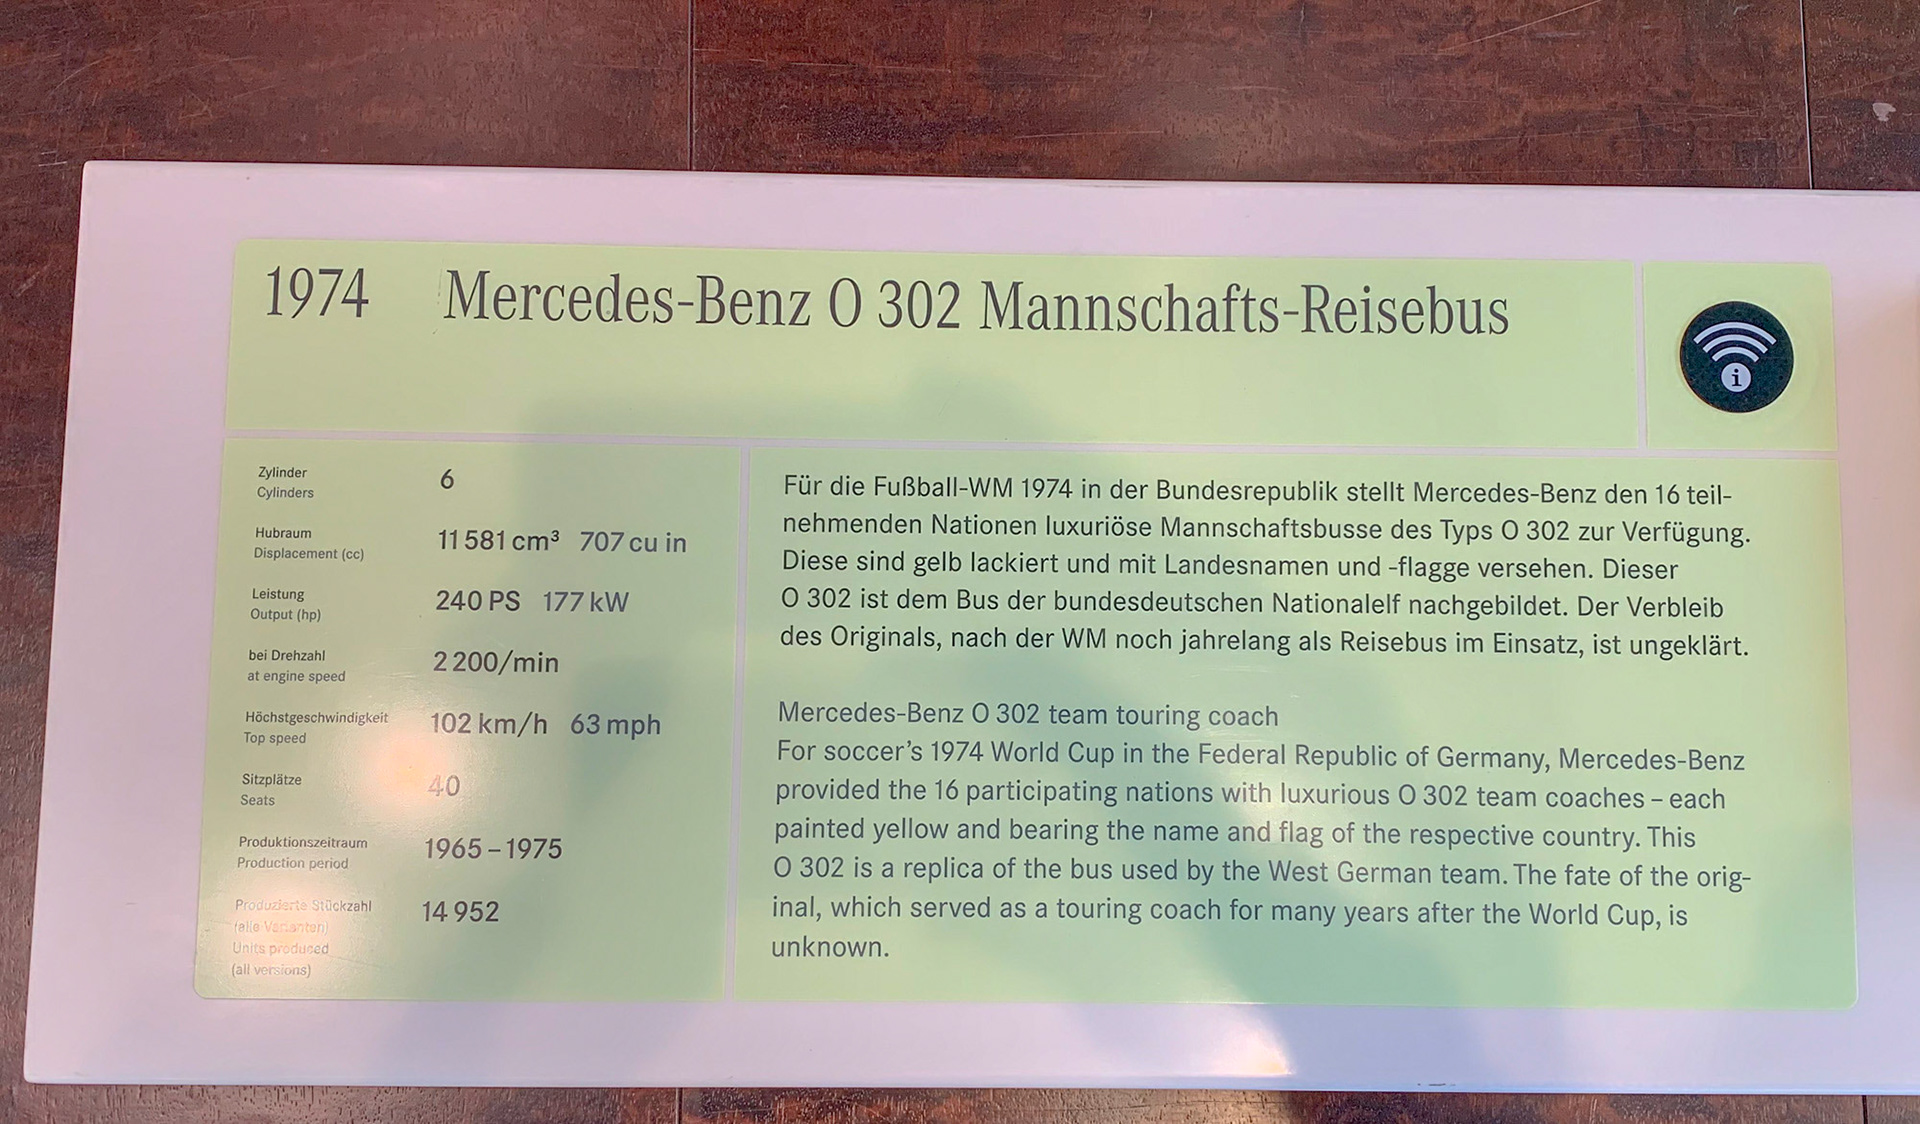 1974 Mercedes-Benz O 302 Mannschafts-Reisebus
i
Zylinder
Cylinders
6
Hubraum
Displacement (cc)
11 581 cm³ 707 cu in
Leistung
Output (hp)
240 PS 177 kW
bei Drehzahl
at engine speed
2 200/min
Höchstgeschwindigkeit
Top speed
102 km/h 63 mph
Sitzplätze
Seats
40
Produktionszeitraum
Production period
1965 – 1975
Produzierte Stückzahl
(alle Varianten)
Units produced
(all versions)
14 952
Für die Fußball-WM 1974 in der Bundesrepublik stellt Mercedes-Benz den 16 teil-
nehmenden Nationen luxuriöse Mannschaftsbusse des Typs O 302 zur Verfügung.
Diese sind gelb lackiert und mit Landesnamen und -flagge versehen. Dieser
O 302 ist dem Bus der bundesdeutschen Nationalelf nachgebildet. Der Verbleib
des Originals, nach der WM noch jahrelang als Reisebus im Einsatz, ist ungeklärt.
Mercedes-Benz O 302 team touring coach
For soccer’s 1974 World Cup in the Federal Republic of Germany, Mercedes-Benz
provided the 16 participating nations with luxurious O 302 team coaches – each
painted yellow and bearing the name and flag of the respective country. This
O 302 is a replica of the bus used by the West German team. The fate of the orig-
inal, which served as a touring coach for many years after the World Cup, is
unknown.